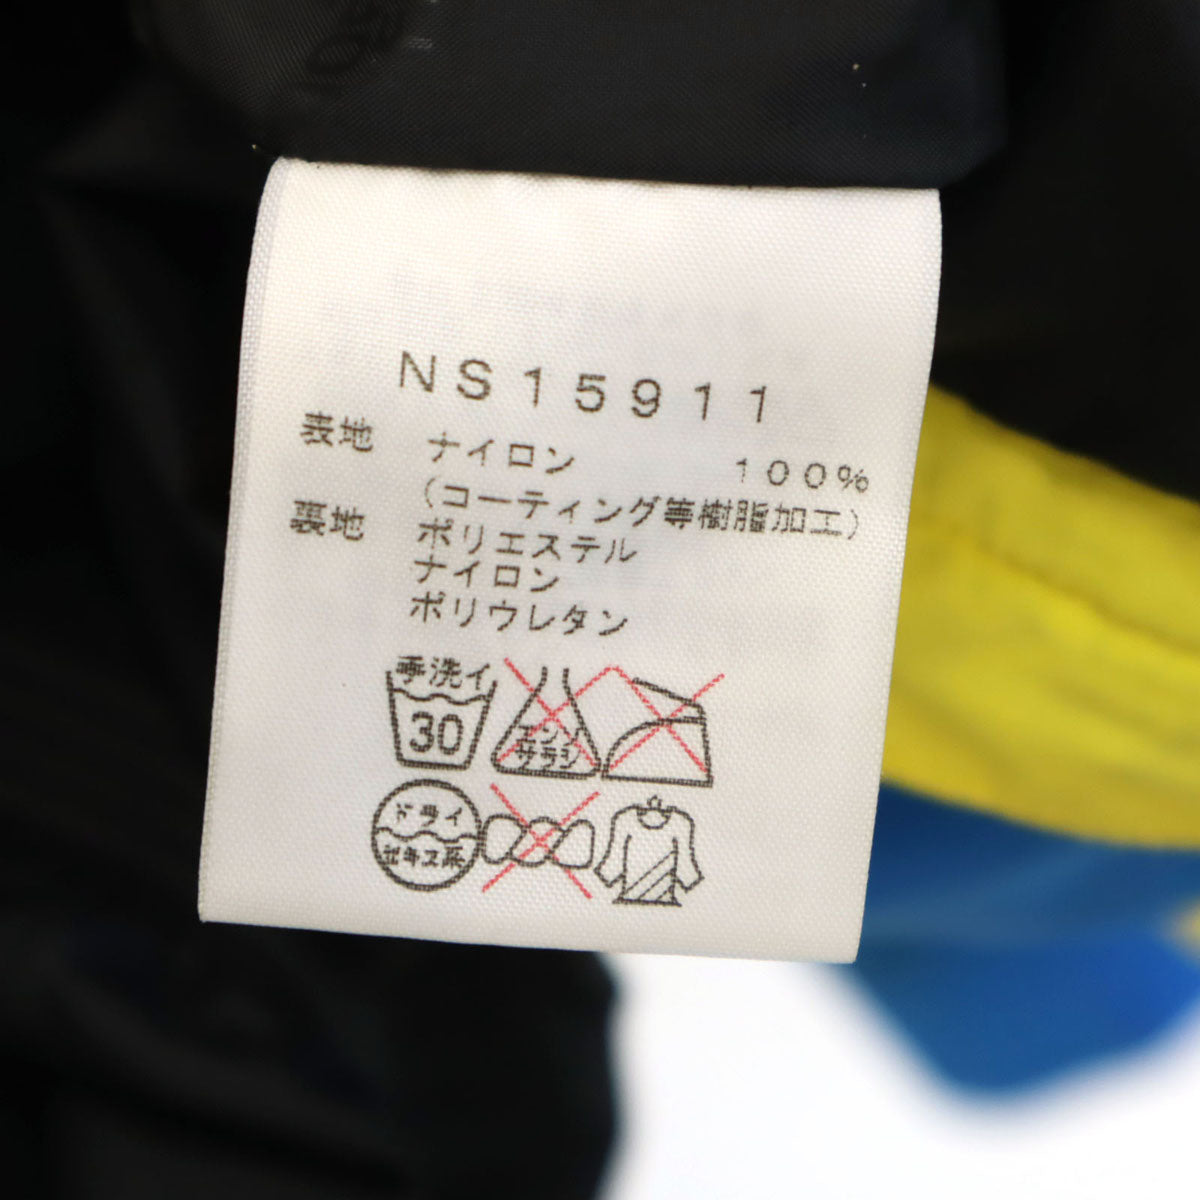 NS15911
表地 ナイロン 100%
(コーティング等樹脂加工)
裏地 ポリエステル
ナイロン
ポリウレタン
手洗イ
30
エンソ
サラシ
ドライ
セキユ系